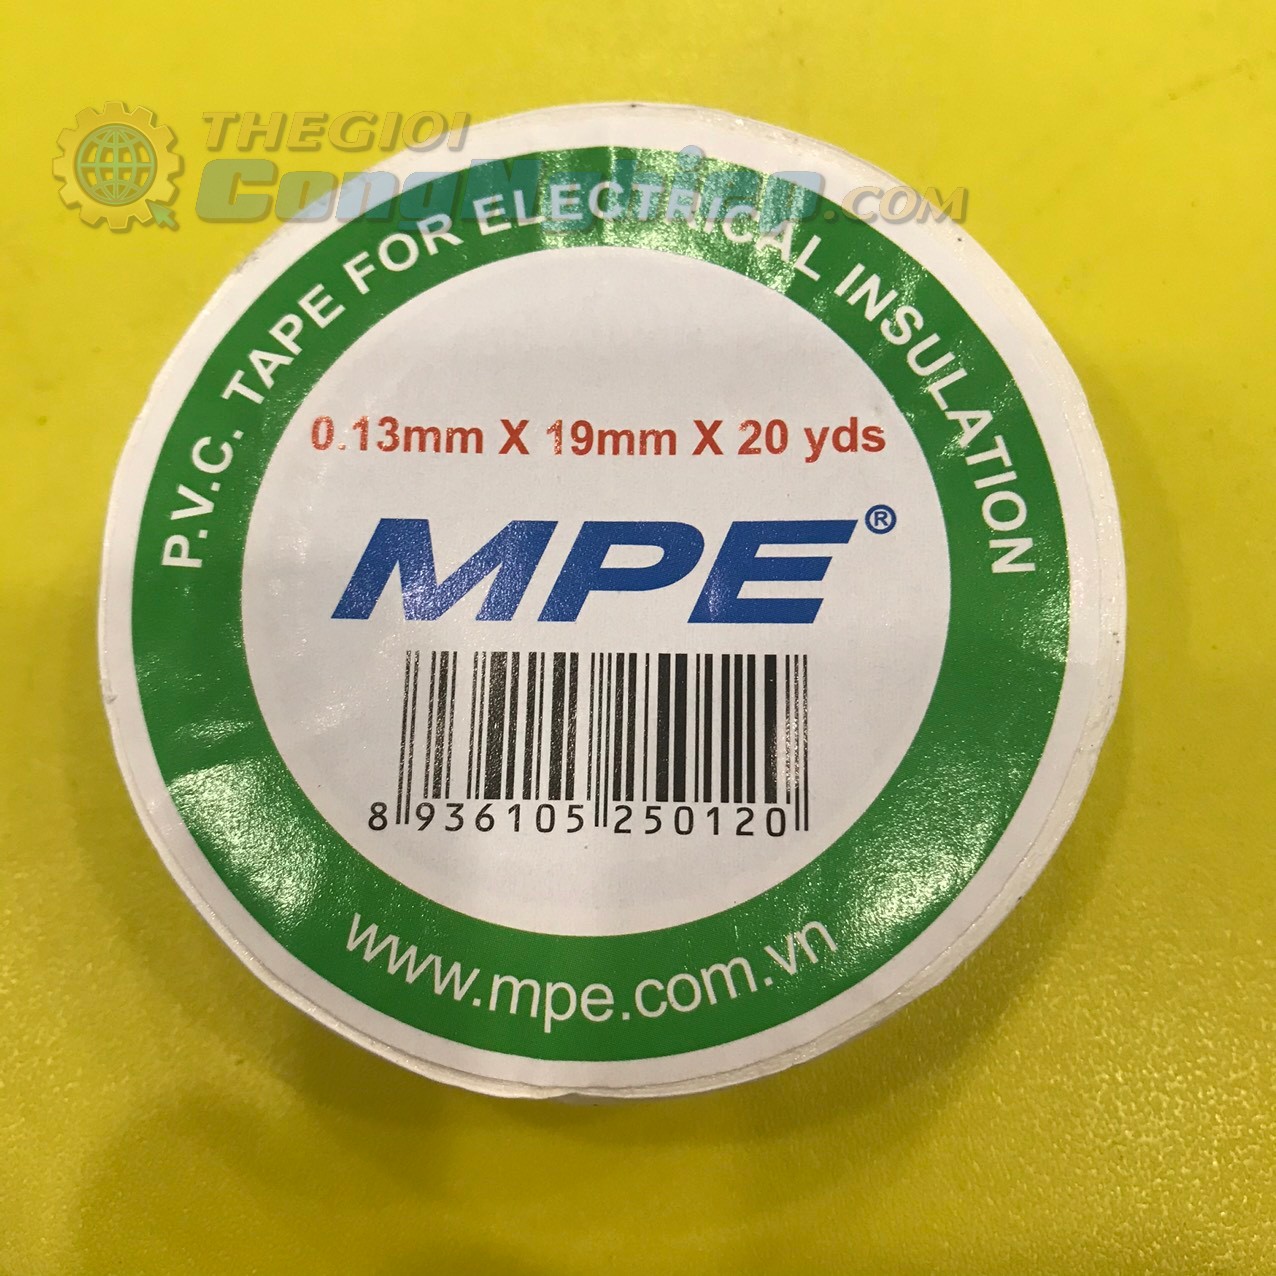 THEGIOI
CongNghiep.COM
P.V.C. TAPE FOR ELECTRICAL INSULATION
0.13mm X 19mm X 20 yds
MPE®
8 936105 250120
www.mpe.com.vn